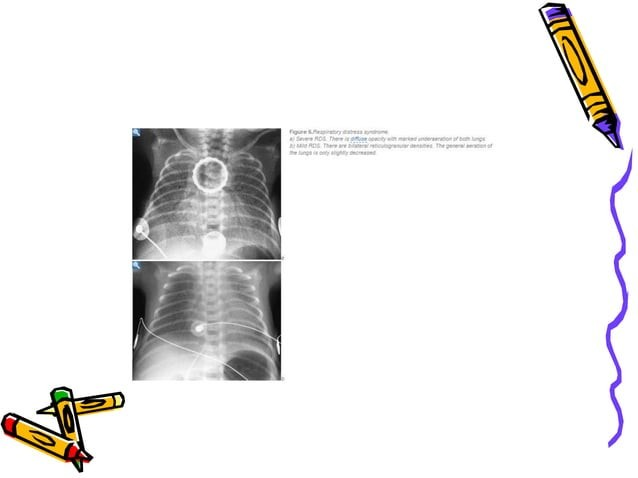 Figure 6.Respiratory distress syndrome.
a) Severe RDS. There is diffuse opacity with marked underaeration of both lungs
b) Mild RDS. There are bilateral reticulogranular densities. The general aeration of
the lungs is only slightly decreased.